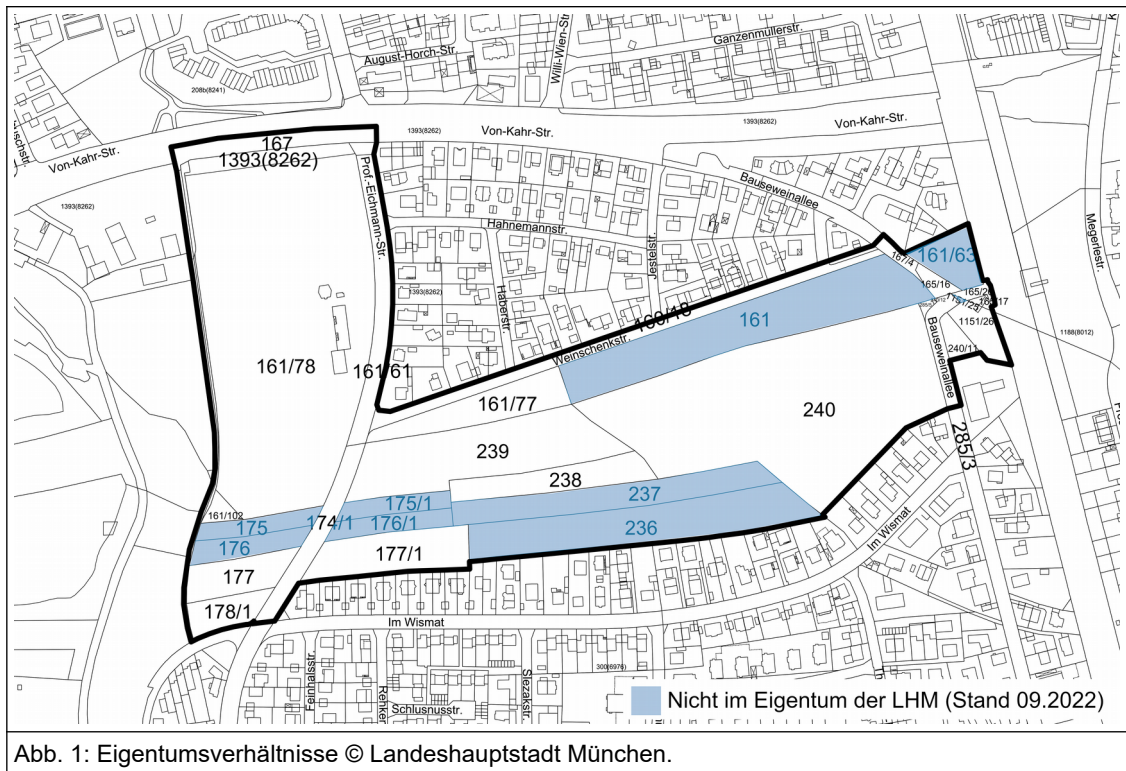 Ganzenmüllerstr.
August-Horch-Str.
Willi-Wien-Str.
208b(8241)
1393(8262)
Von-Kahr-Str.
1393(8262)
Von-Kahr-Str.
Von-Kahr-Str.
167
1393(8262)
Prof.-Eichmann-Str.
Bauseweinallee
1393(8262)
Hahnemannstr.
Jestelstr.
Megerlestr.
Haberstr.
1393(8262)
167/4
161/63
165/16
161
Weinschenkstr.
1151/26
1188(8012)
240/11
Bauseweinallee
161/78
161/61
161/77
240
239
285/3
238
237
175/1
161/102
175
174/1
176/1
236
176
177/1
Im Wismat
177
178/1
Im Wismat
Feinhalsstr.
Slezakstr.
300(6976)
Schlusnusstr.
Nicht im Eigentum der LHM (Stand 09.2022)
Abb. 1: Eigentumsverhältnisse © Landeshauptstadt München.